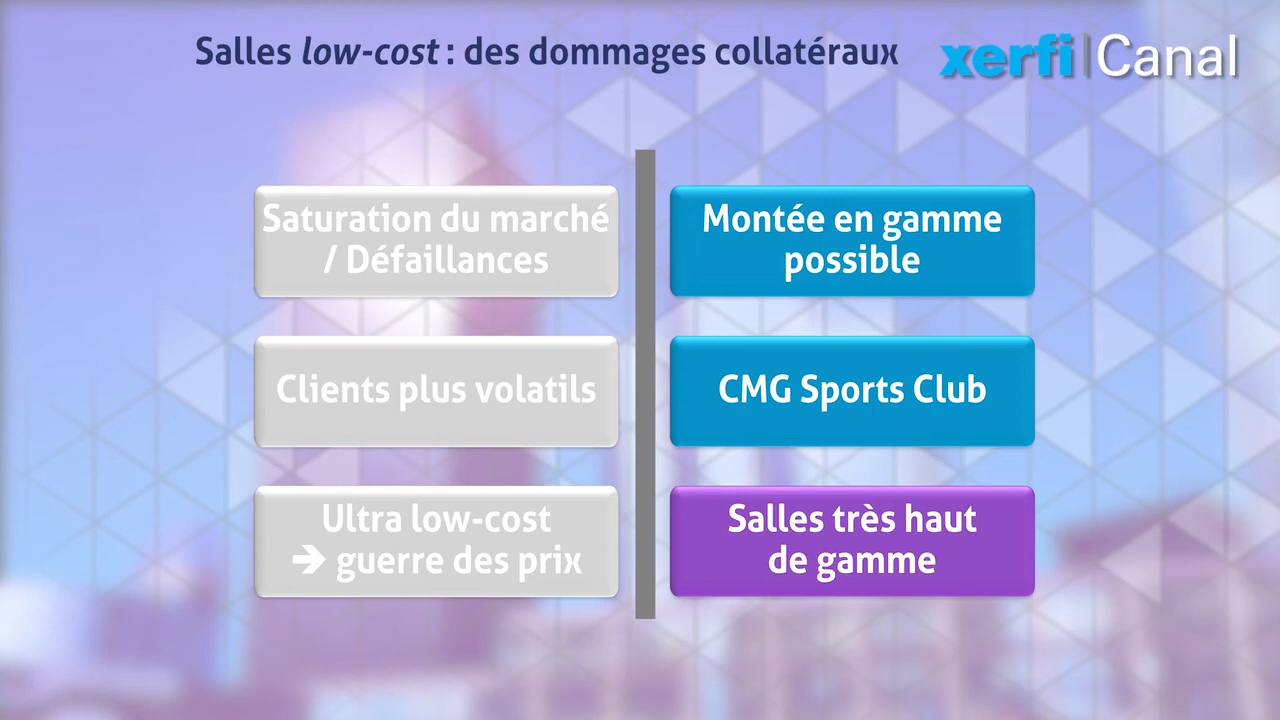 Salles low-cost : des dommages collatéraux
xerfi Canal
Saturation du marché
/ Défaillances
Montée en gamme
possible
Clients plus volatils
CMG Sports Club
Ultra low-cost
➔ guerre des prix
Salles très haut
de gamme